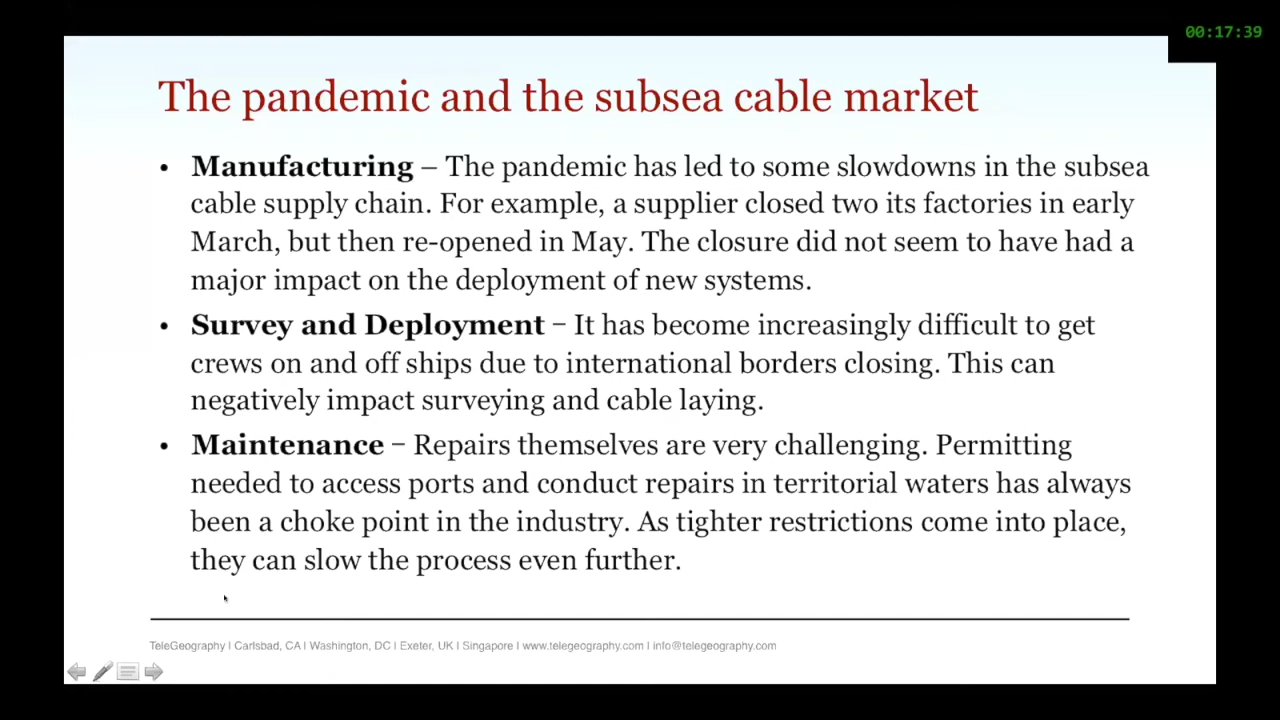 00:17:39
The pandemic and the subsea cable market
• Manufacturing – The pandemic has led to some slowdowns in the subsea
cable supply chain. For example, a supplier closed two its factories in early
March, but then re-opened in May. The closure did not seem to have had a
major impact on the deployment of new systems.
• Survey and Deployment – It has become increasingly difficult to get
crews on and off ships due to international borders closing. This can
negatively impact surveying and cable laying.
• Maintenance – Repairs themselves are very challenging. Permitting
needed to access ports and conduct repairs in territorial waters has always
been a choke point in the industry. As tighter restrictions come into place,
they can slow the process even further.
TeleGeography | Carlsbad, CA | Washington, DC | Exeter, UK | Singapore | www.telegeography.com | info@telegeography.com